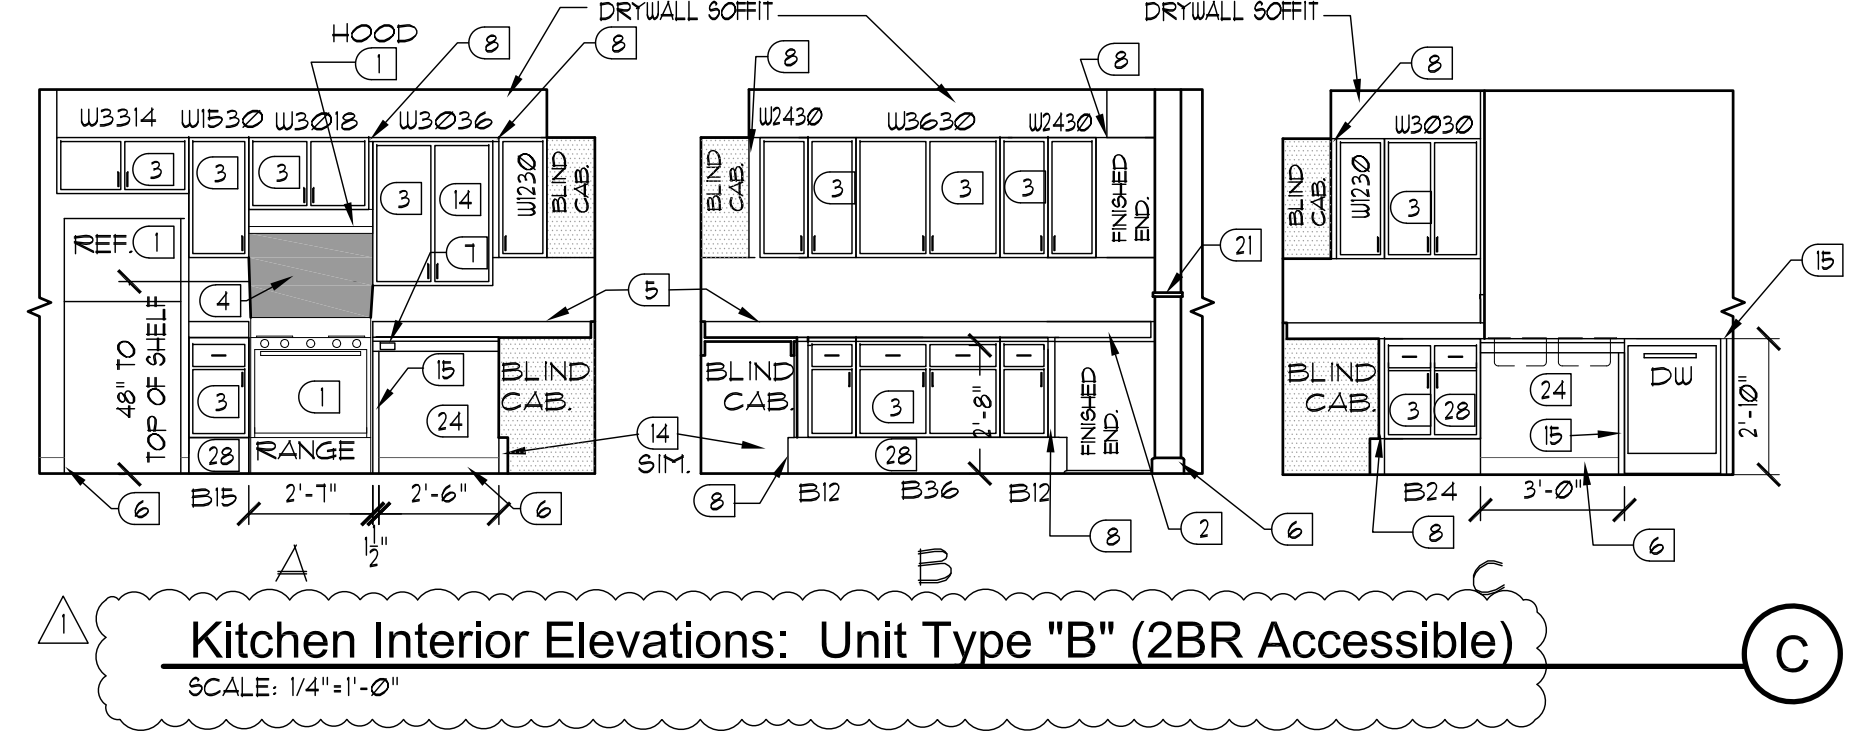 DRYWALL SOFFIT
DRYWALL SOFFIT
HOOD
1
8
8
8
8
8
W3314
W1530
W3018
W3036
W2430
W3630
W2430
W3030
3
3
3
3
14
W1230
BLIND
CAB.
BLIND
CAB.
3
3
3
FINISHED
END.
BLIND
CAB.
W1230
3
REF.
1
7
21
15
4
5
48" TO
TOP OF SHELF
15
BLIND
CAB.
BLIND
CAB.
2'-8"
FINISHED
END.
BLIND
CAB.
24
DW
3
1
24
3
3
28
15
2'-10"
28
RANGE
14
SIM.
28
6
B15
2'-7"
2'-6"
6
8
B12
B36
B12
8
2
6
B24
3'-0"
8
6
1 1/2"
A
B
C
1
Kitchen Interior Elevations: Unit Type "B" (2BR Accessible)
C
SCALE: 1/4"=1'-0"